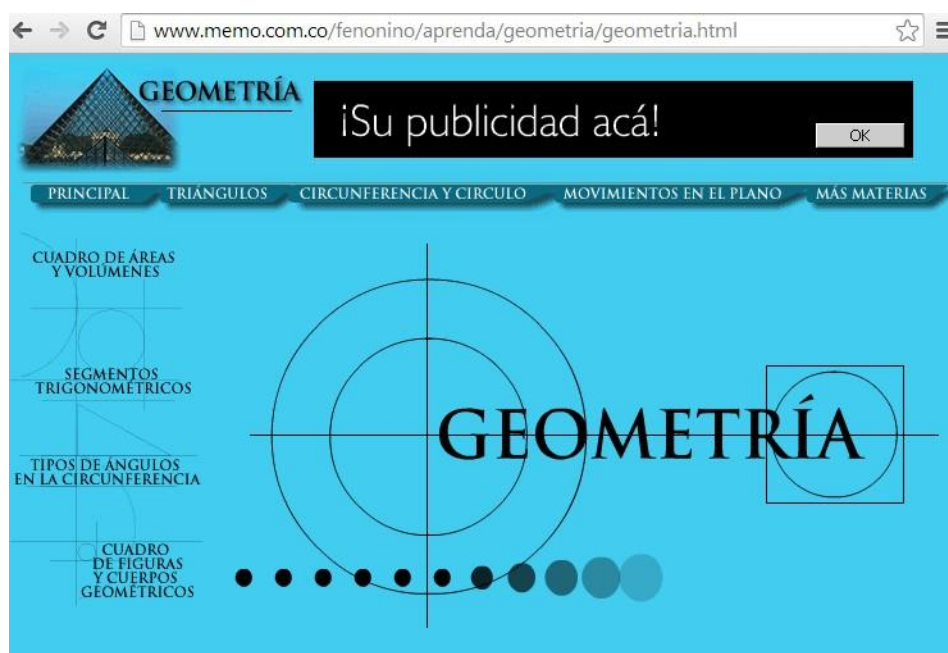 www.memo.com.co/fenonino/aprenda/geometria/geometria.html
GEOMETRÍA
¡Su publicidad acá!
OK
PRINCIPAL TRIÁNGULOS CIRCUNFERENCIA Y CIRCULO MOVIMIENTOS EN EL PLANO MÁS MATERIAS
CUADRO DE ÁREAS
Y VOLÚMENES
SEGMENTOS
TRIGONOMÉTRICOS
TIPOS DE ÁNGULOS
EN LA CIRCUNFERENCIA
CUADRO
DE FIGURAS
Y CUERPOS
GEOMÉTRICOS
GEOMETRÍA